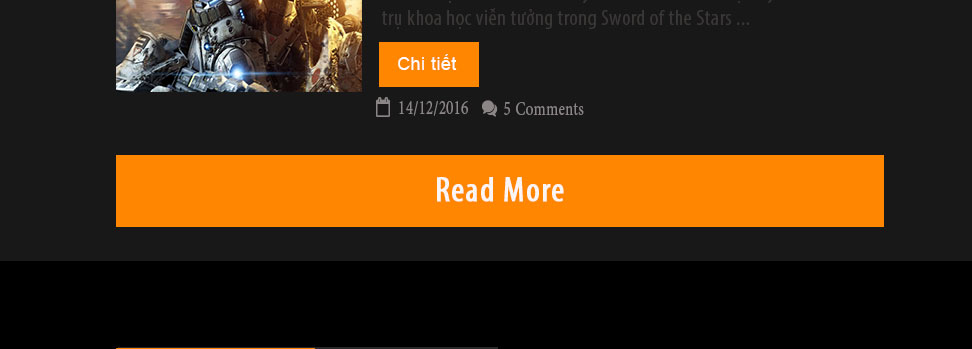 trụ khoa học viễn tưởng trong Sword of the Stars ...
Chi tiết
14/12/2016 5 Comments
Read More